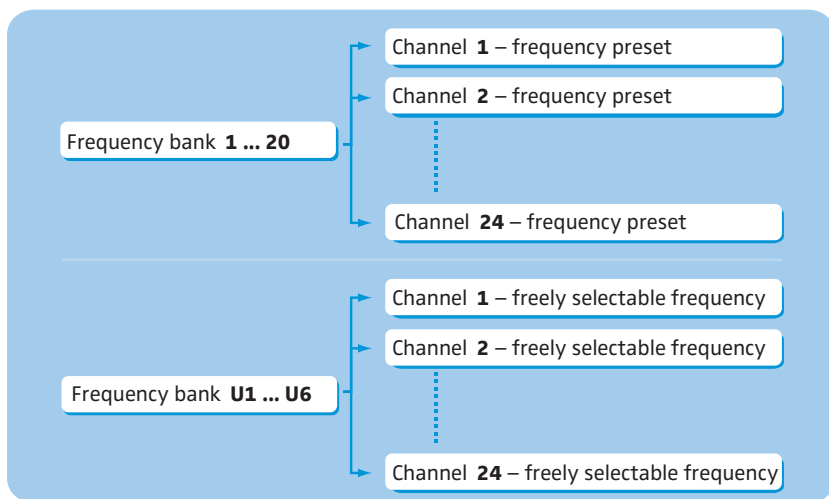 Channel 1 – frequency preset
Channel 2 – frequency preset
Frequency bank 1 ... 20
Channel 24 – frequency preset
Channel 1 – freely selectable frequency
Channel 2 – freely selectable frequency
Frequency bank U1 ... U6
Channel 24 – freely selectable frequency